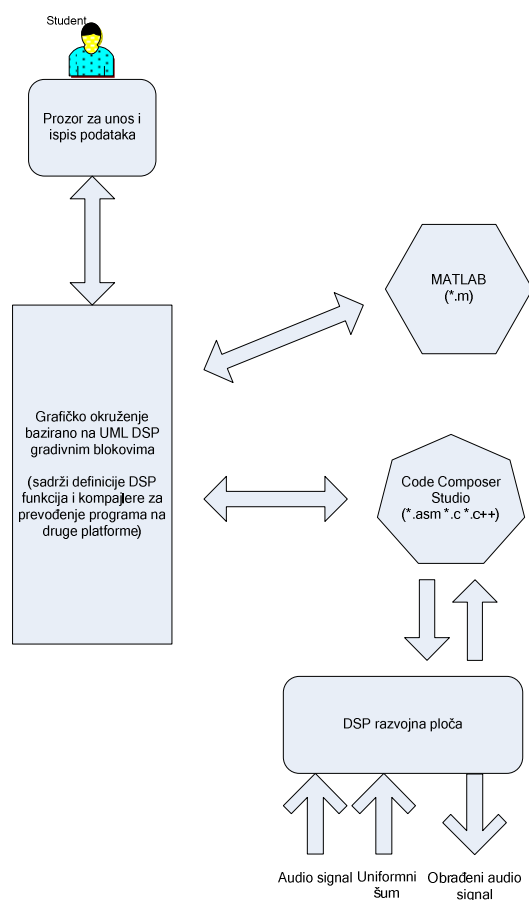 Student
Prozor za unos i
ispis podataka
MATLAB
(*.m)
Grafičko okruženje
bazirano na UML DSP
gradivnim blokovima
(sadrži definicije DSP
funkcija i kompajlere za
prevođenje programa na
druge platforme)
Code Composer
Studio
(*.asm *.c *.c++)
DSP razvojna ploča
Audio signal
Uniformni
šum
Obrađeni audio
signal